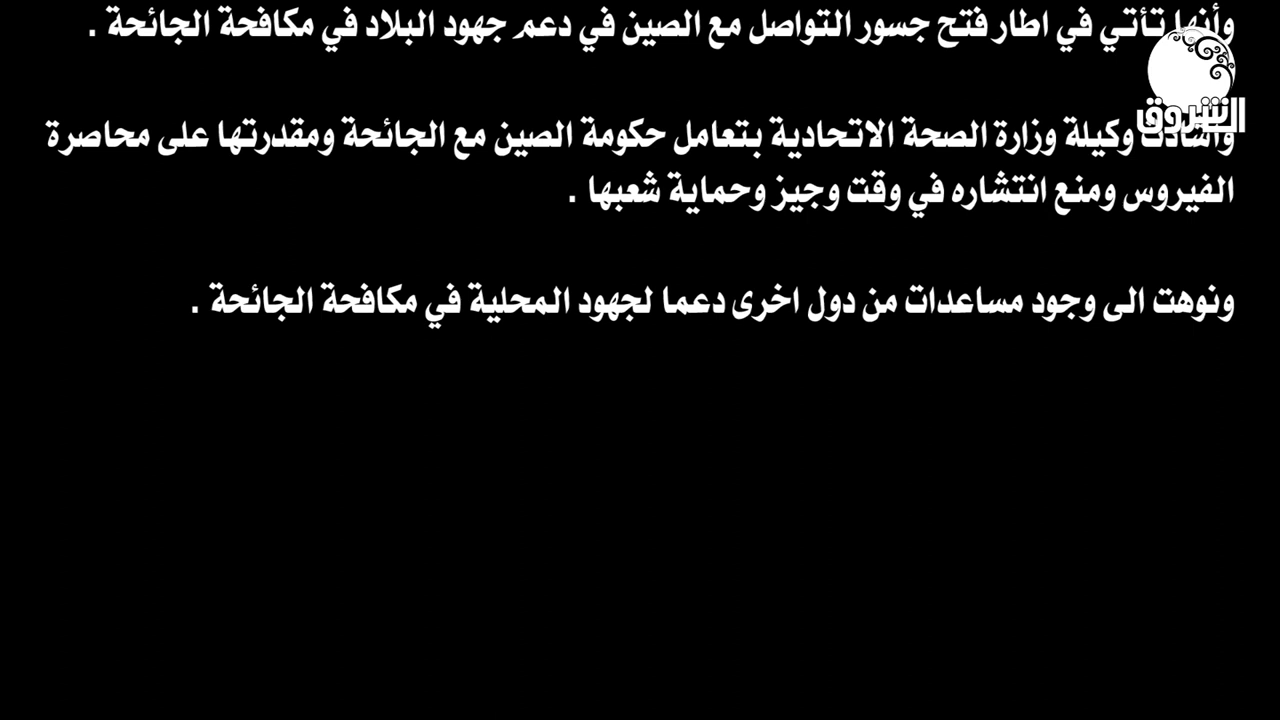 وأنها تأتي في اطار فتح جسور التواصل مع الصين في دعم جهود البلاد في مكافحة الجائحة .
الشروق
واشادت وكيلة وزارة الصحة الاتحادية بتعامل حكومة الصين مع الجائحة ومقدرتها على محاصرة
الفيروس ومنع انتشاره في وقت وجيز وحماية شعبها .
ونوهت الى وجود مساعدات من دول اخرى دعما لجهود المحلية في مكافحة الجائحة .